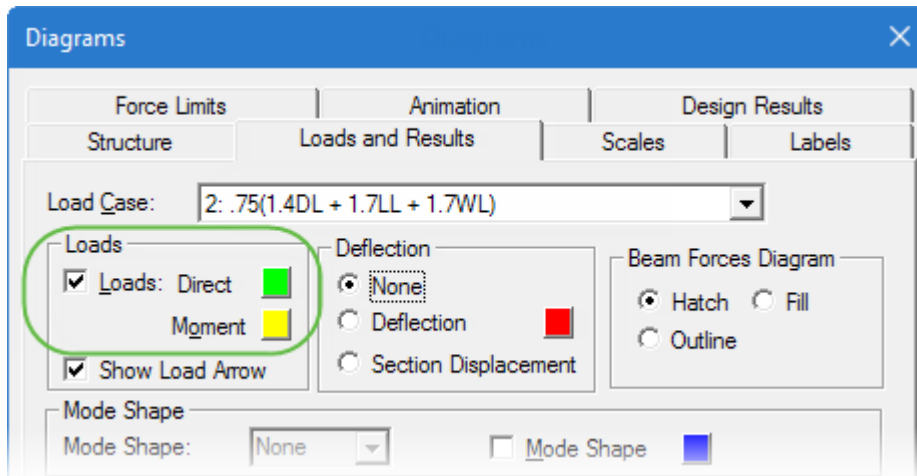 Diagrams
Force Limits Animation Design Results
Structure Loads and Results Scales Labels
Load Case: 2: .75(1.4DL + 1.7LL + 1.7WL)
Loads
Loads: Direct
Moment
Show Load Arrow
Deflection
None
Deflection
Section Displacement
Beam Forces Diagram
Hatch Fill
Outline
Mode Shape
Mode Shape: None Mode Shape